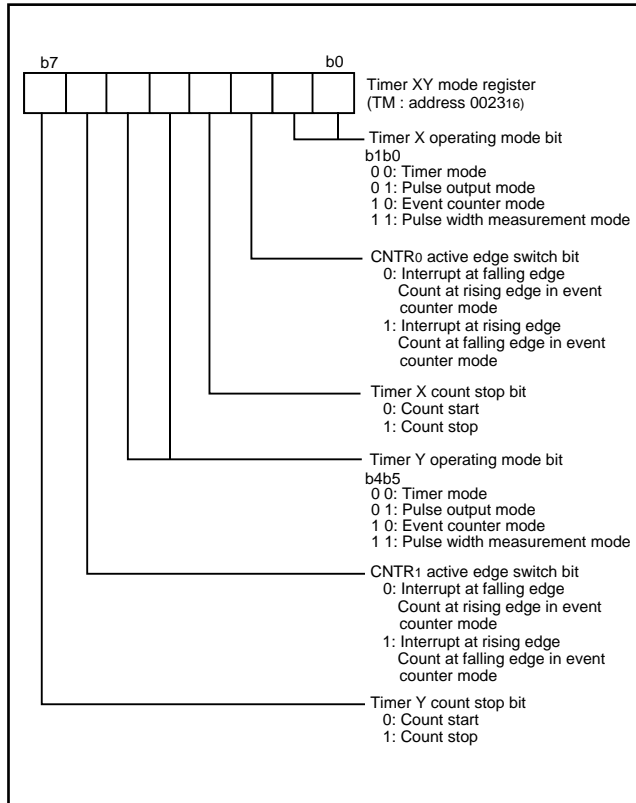 b7 b0
Timer XY mode register
(TM : address 002316)
Timer X operating mode bit
b1b0
0 0: Timer mode
0 1: Pulse output mode
1 0: Event counter mode
1 1: Pulse width measurement mode
CNTR0 active edge switch bit
0: Interrupt at falling edge
Count at rising edge in event
counter mode
1: Interrupt at rising edge
Count at falling edge in event
counter mode
Timer X count stop bit
0: Count start
1: Count stop
Timer Y operating mode bit
b4b5
0 0: Timer mode
0 1: Pulse output mode
1 0: Event counter mode
1 1: Pulse width measurement mode
CNTR1 active edge switch bit
0: Interrupt at falling edge
Count at rising edge in event
counter mode
1: Interrupt at rising edge
Count at falling edge in event
counter mode
Timer Y count stop bit
0: Count start
1: Count stop